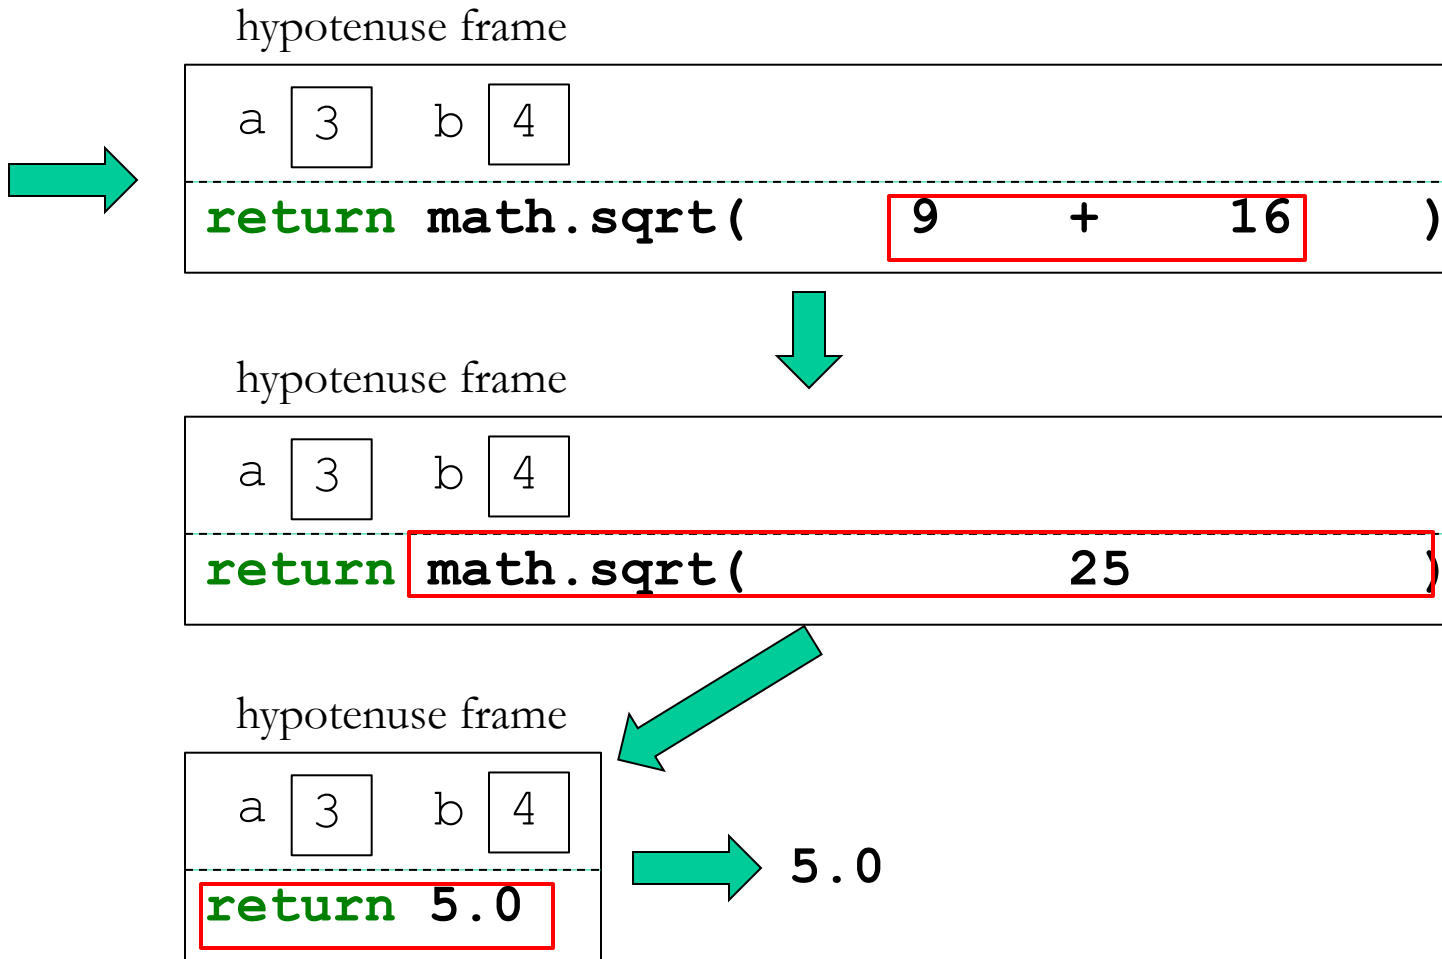 hypotenuse frame
a 3 b 4
return math.sqrt( 9 + 16 )
hypotenuse frame
a 3 b 4
return math.sqrt( 25 )
hypotenuse frame
a 3 b 4
return 5.0
5.0